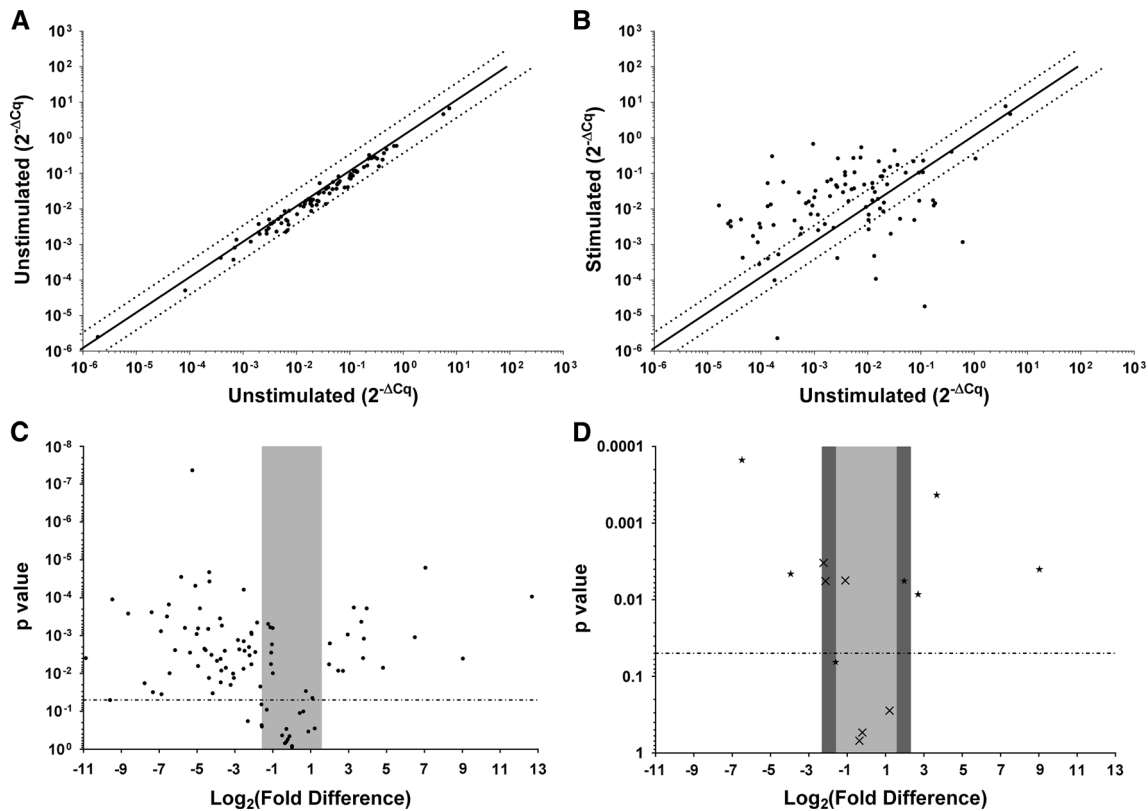 A
10³
10²
10¹
10⁰
10⁻¹
10⁻²
10⁻³
10⁻⁴
10⁻⁵
10⁻⁶
Unstimulated (2⁻ΔCq)
10⁻⁶ 10⁻⁵ 10⁻⁴ 10⁻³ 10⁻² 10⁻¹ 10⁰ 10¹ 10² 10³
Unstimulated (2⁻ΔCq)
B
10³
10²
10¹
10⁰
10⁻¹
10⁻²
10⁻³
10⁻⁴
10⁻⁵
10⁻⁶
Stimulated (2⁻ΔCq)
10⁻⁶ 10⁻⁵ 10⁻⁴ 10⁻³ 10⁻² 10⁻¹ 10⁰ 10¹ 10² 10³
Unstimulated (2⁻ΔCq)
C
10⁻⁸
10⁻⁷
10⁻⁶
10⁻⁵
10⁻⁴
10⁻³
10⁻²
10⁻¹
10⁰
p value
-11 -9 -7 -5 -3 -1 1 3 5 7 9 11 13
Log₂(Fold Difference)
D
0.0001
0.001
0.01
0.1
1
p value
-11 -9 -7 -5 -3 -1 1 3 5 7 9 11 13
Log₂(Fold Difference)